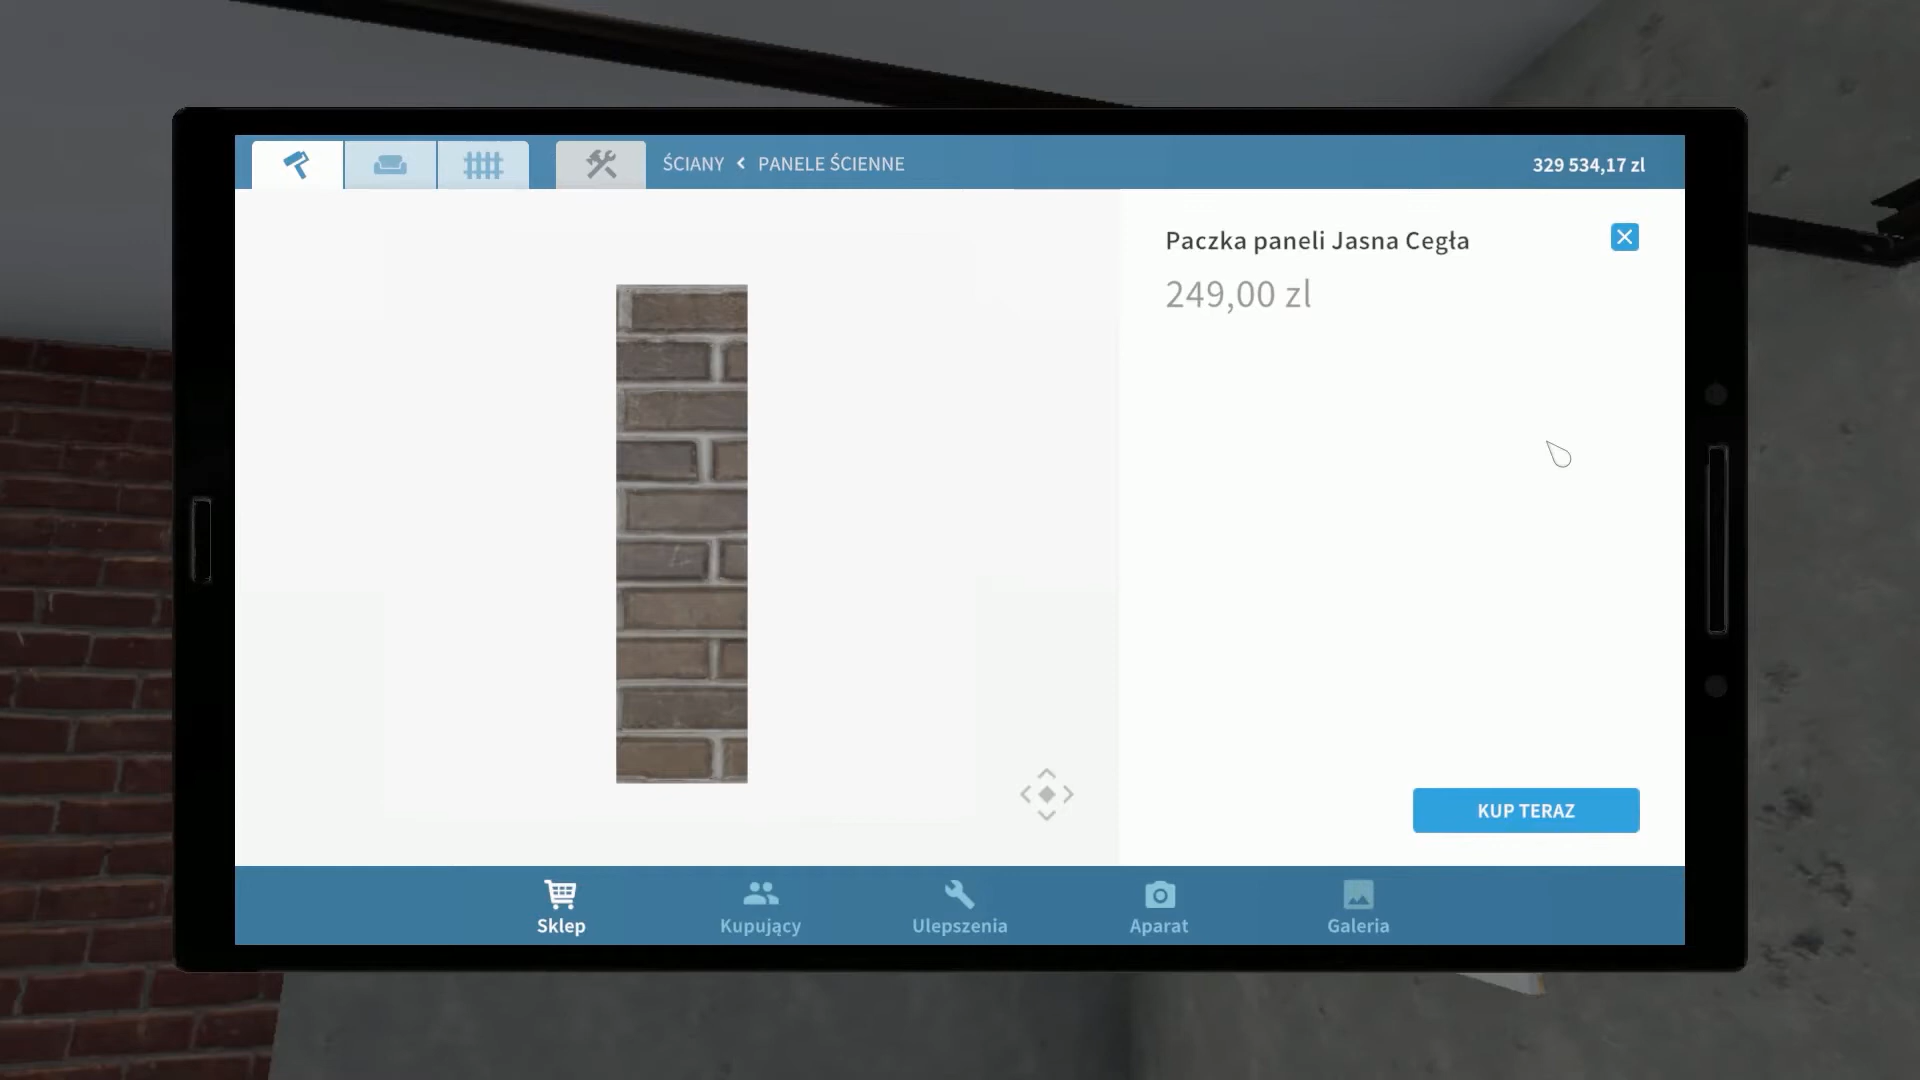 ŚCIANY < PANELE ŚCIENNE
329 534,17 zl
Paczka paneli Jasna Cegła
249,00 zl
KUP TERAZ
Sklep
Kupujący
Ulepszenia
Aparat
Galeria